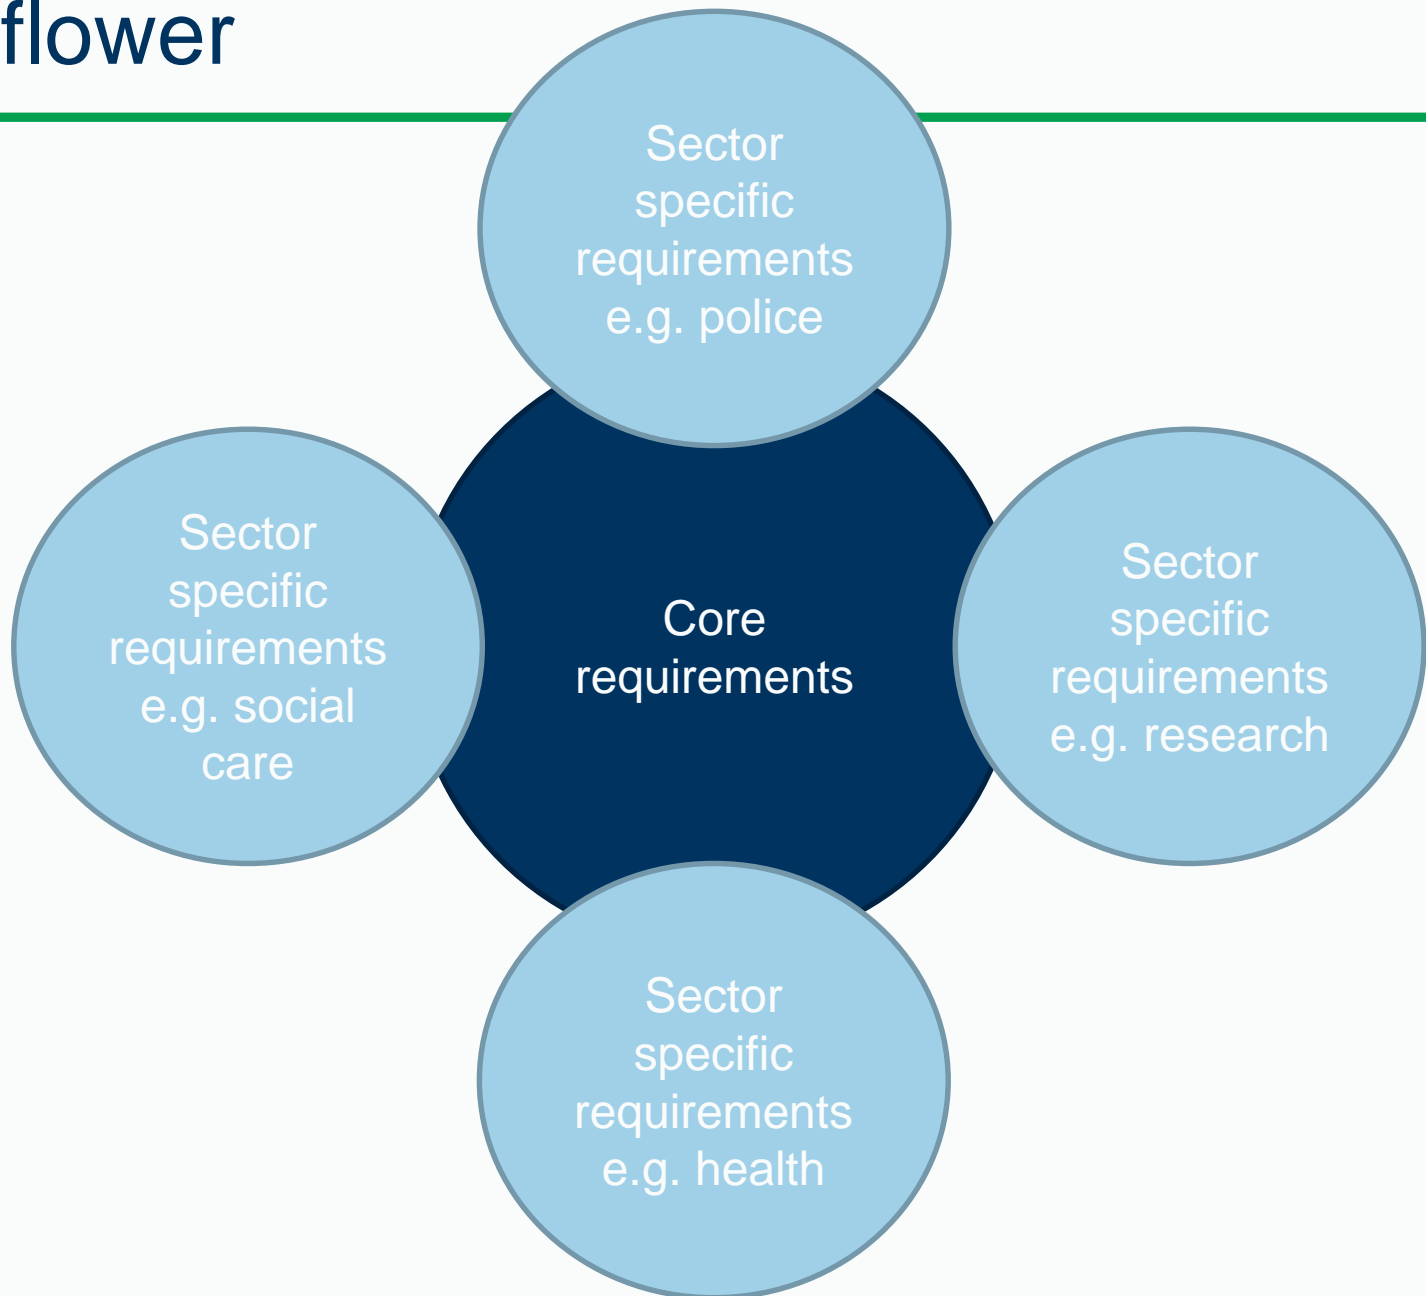 flower
Sector
specific
requirements
e.g. police
Sector
specific
requirements
e.g. social
care
Core
requirements
Sector
specific
requirements
e.g. research
Sector
specific
requirements
e.g. health